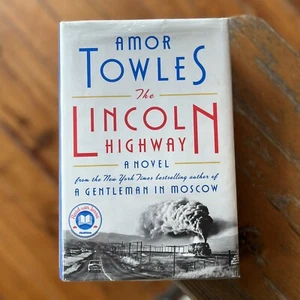 AMOR
TOWLES
The
LINCOLN
HIGHWAY
A NOVEL
from the New York Times bestselling author of
A GENTLEMAN IN MOSCOW